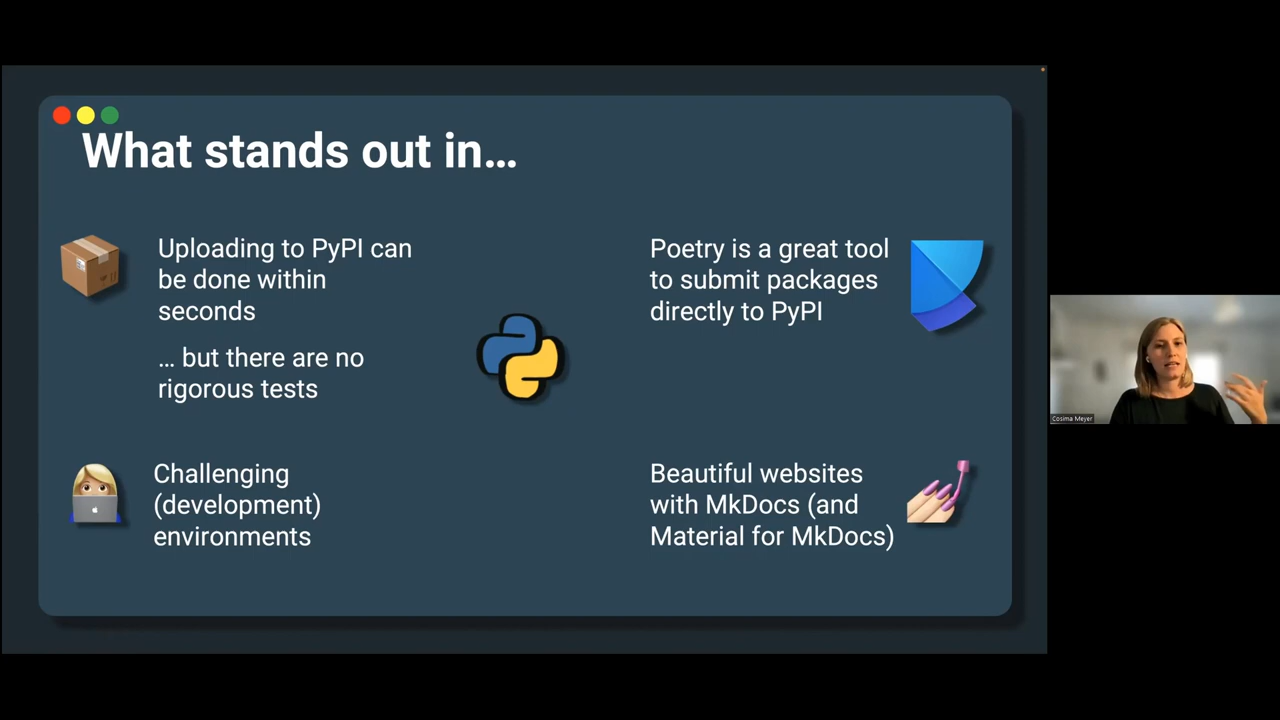 What stands out in…
Uploading to PyPI can
be done within
seconds
… but there are no
rigorous tests
Poetry is a great tool
to submit packages
directly to PyPI
Challenging
(development)
environments
Beautiful websites
with MkDocs (and
Material for MkDocs)
Cosima Meyer